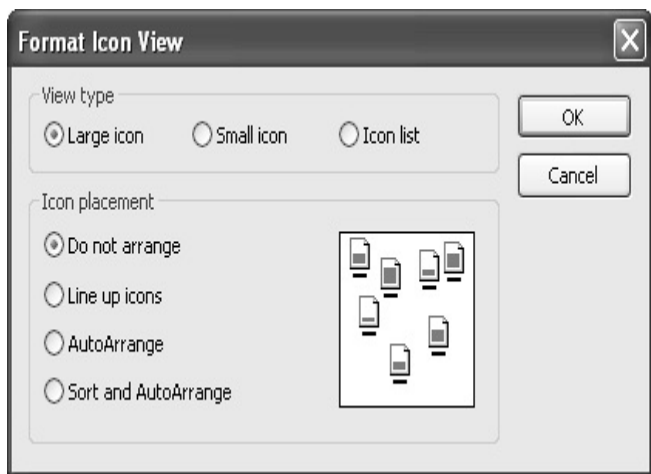 Format Icon View
View type
Large icon Small icon Icon list
OK
Cancel
Icon placement
Do not arrange
Line up icons
AutoArrange
Sort and AutoArrange